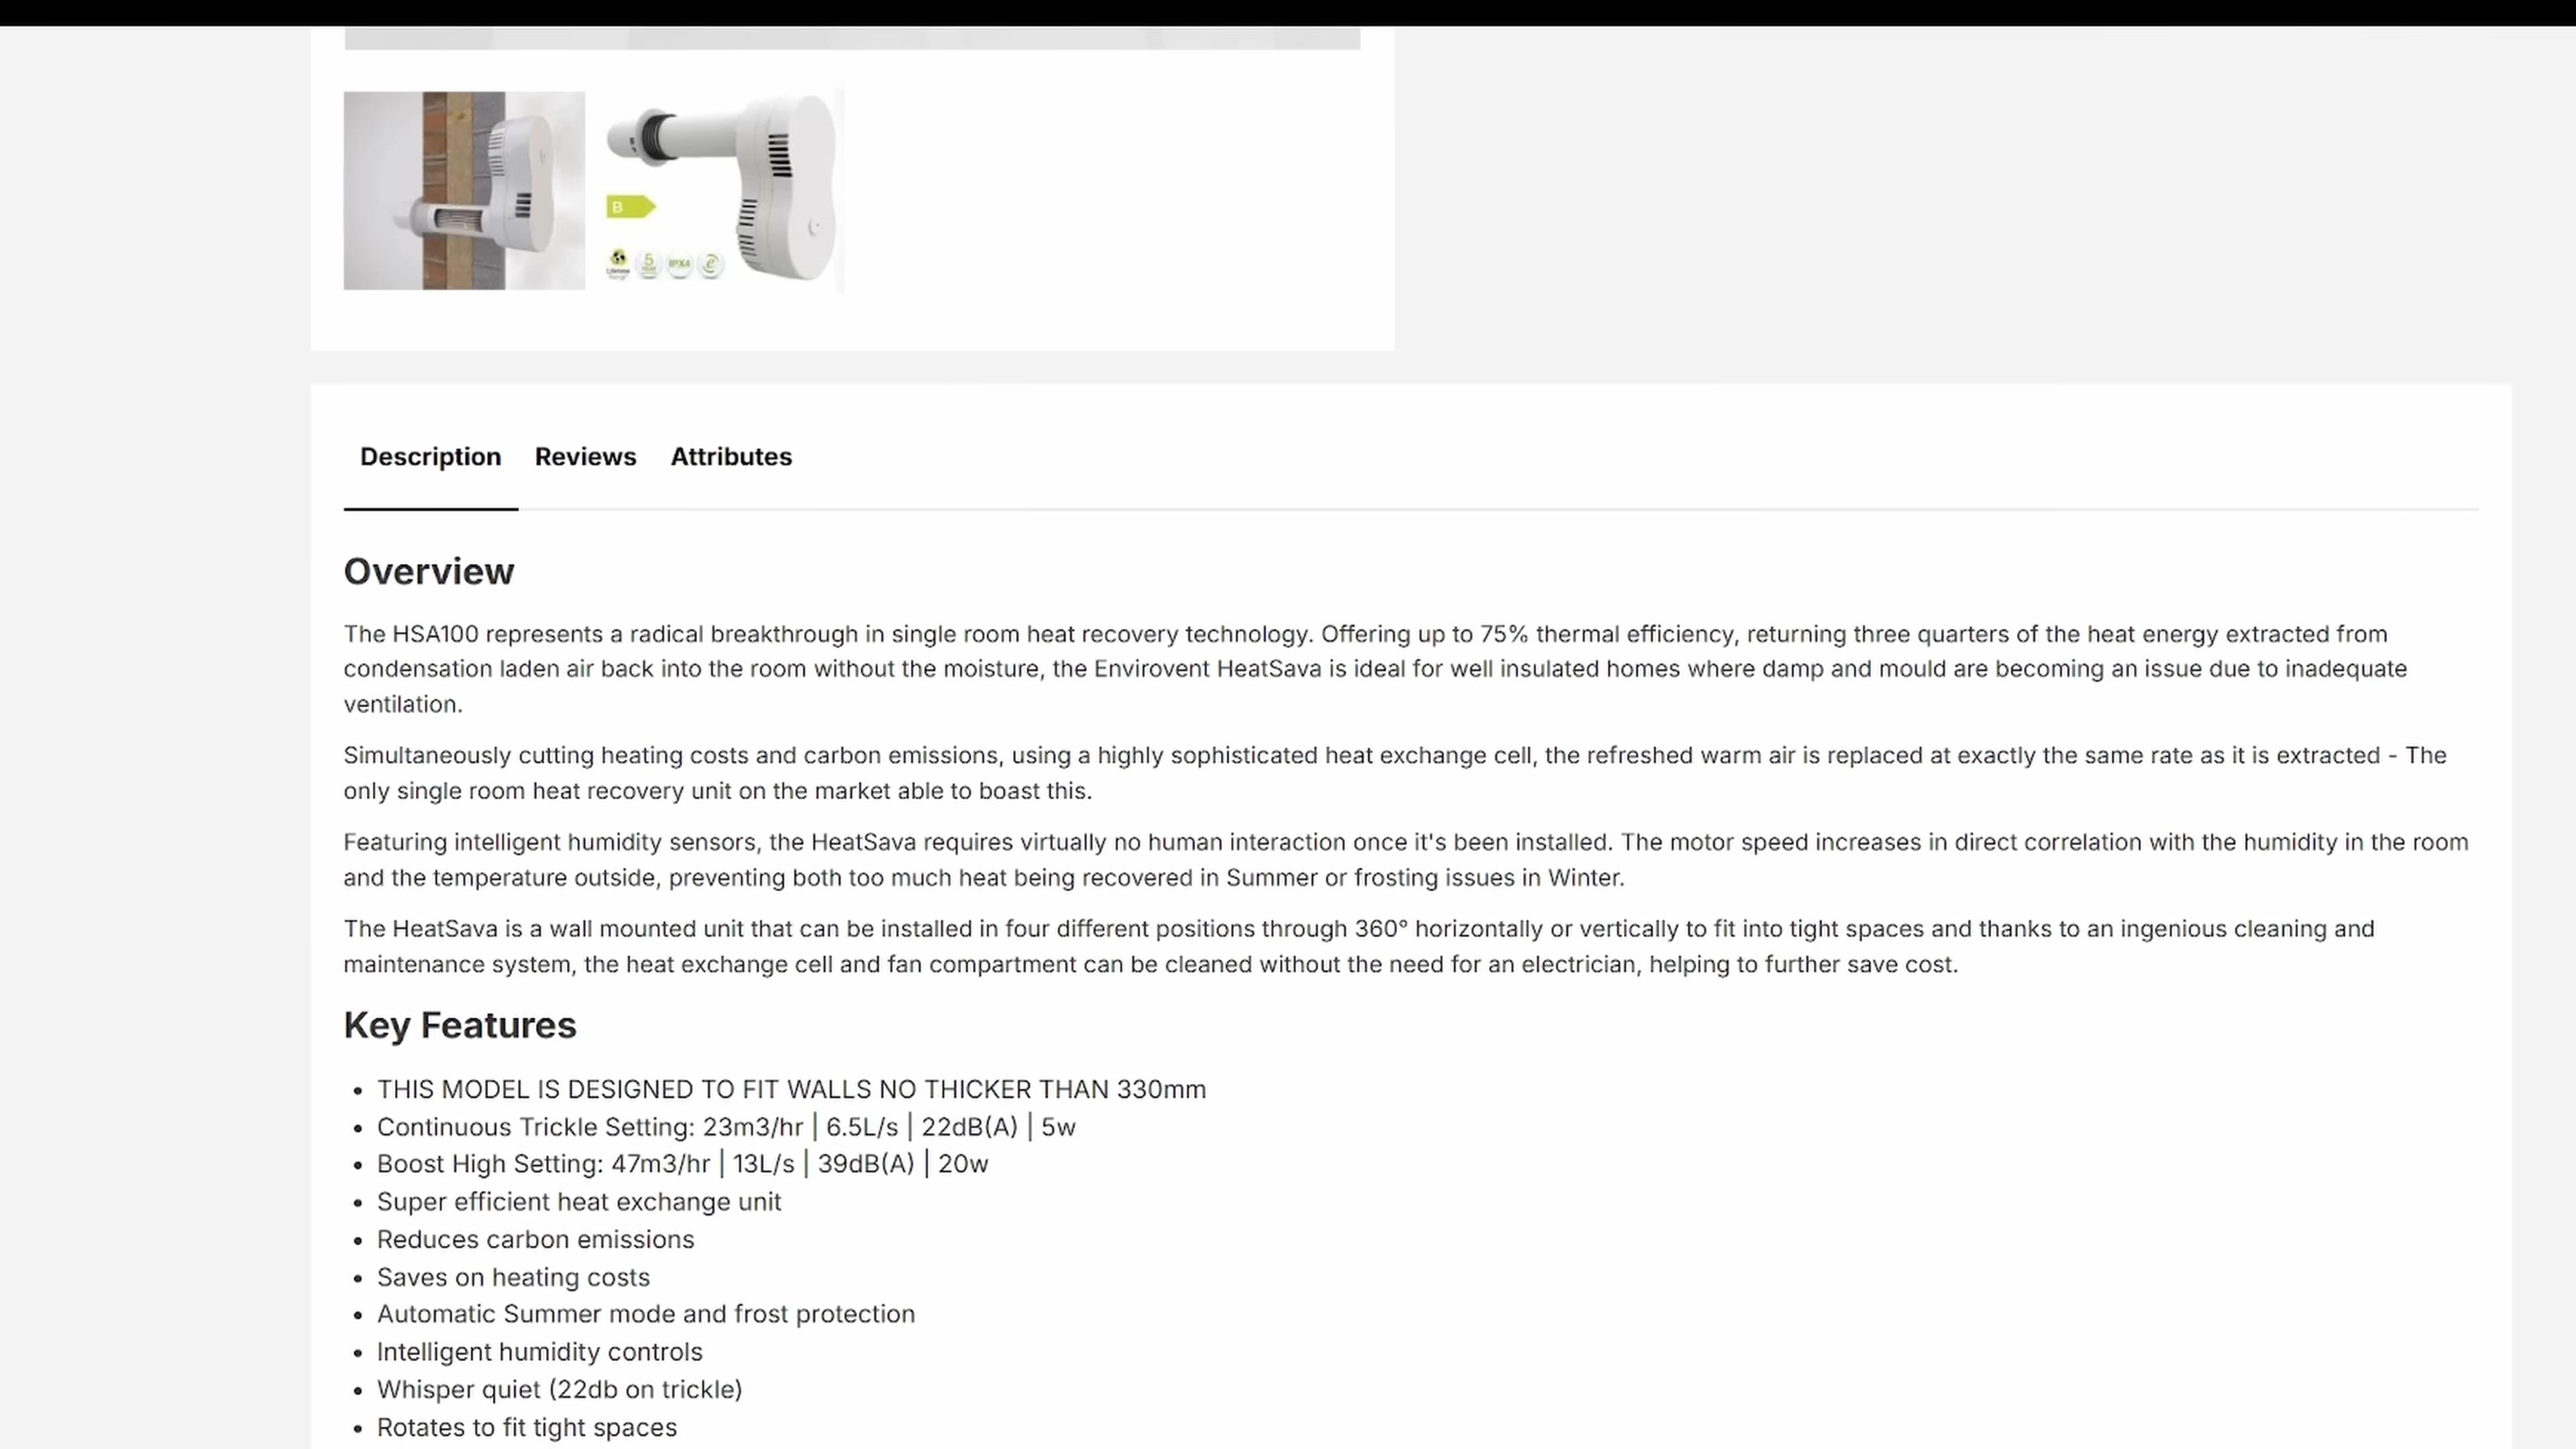 B
5
IPX4
Description Reviews Attributes
Overview
The HSA100 represents a radical breakthrough in single room heat recovery technology. Offering up to 75% thermal efficiency, returning three quarters of the heat energy extracted from
condensation laden air back into the room without the moisture, the Envirovent HeatSava is ideal for well insulated homes where damp and mould are becoming an issue due to inadequate
ventilation.
Simultaneously cutting heating costs and carbon emissions, using a highly sophisticated heat exchange cell, the refreshed warm air is replaced at exactly the same rate as it is extracted - The
only single room heat recovery unit on the market able to boast this.
Featuring intelligent humidity sensors, the HeatSava requires virtually no human interaction once it's been installed. The motor speed increases in direct correlation with the humidity in the room
and the temperature outside, preventing both too much heat being recovered in Summer or frosting issues in Winter.
The HeatSava is a wall mounted unit that can be installed in four different positions through 360° horizontally or vertically to fit into tight spaces and thanks to an ingenious cleaning and
maintenance system, the heat exchange cell and fan compartment can be cleaned without the need for an electrician, helping to further save cost.
Key Features
• THIS MODEL IS DESIGNED TO FIT WALLS NO THICKER THAN 330mm
• Continuous Trickle Setting: 23m3/hr | 6.5L/s | 22dB(A) | 5w
• Boost High Setting: 47m3/hr | 13L/s | 39dB(A) | 20w
• Super efficient heat exchange unit
• Reduces carbon emissions
• Saves on heating costs
• Automatic Summer mode and frost protection
• Intelligent humidity controls
• Whisper quiet (22db on trickle)
• Rotates to fit tight spaces